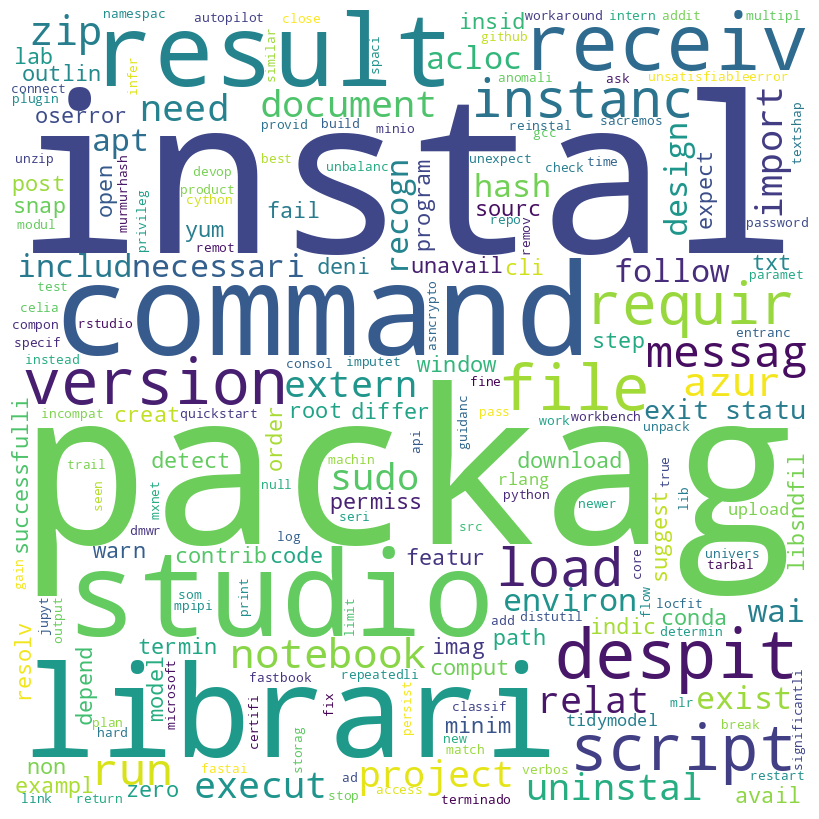 namespac autopilot close insid workaround intern addit multipl
zip result receiv
lab acloc github
outlin infer similar spaci anomali ask unsatisfiableerror
plugin connect need document instanc import
oserror apt provid build minio reinstal sacremos textshap
unzip devop best unbalanc unexpect gcc check time
instal
post open murmurhash product cython hash design expect
snap privileg fail recogn program sourc repo remov password
modul yum remot
includ necessari deni unavail cli follow txt
test command requir paramet
celia rstudio asncrypto
compon specif step entranc
instead consol imputet window messag
version extern file azur
fine
creat quickstart root differ pass workbench exit statu
successfulli incompat order api guidanc work unpack
packag
trail detect machin sudo download
seen mxnet null permiss rlang newer true lib
python upload
dmwr seri src libsndfil
warn log suggest univers
gain contrib code featur load core tarbal
studio
jupyt output som mpipi print limit environ flow locfit
add distutil wai
resolv termin notebook imag path indic conda determin
depend model microsoft fastbook repeatedli comput despit
librari
plan certifi fix persist classif relat exist
hard minim new tidymodel mlr break significantli
non run storag match script
exampl fastai project verbos restart
zero execut ad access uninstal avail
link return stop terminado